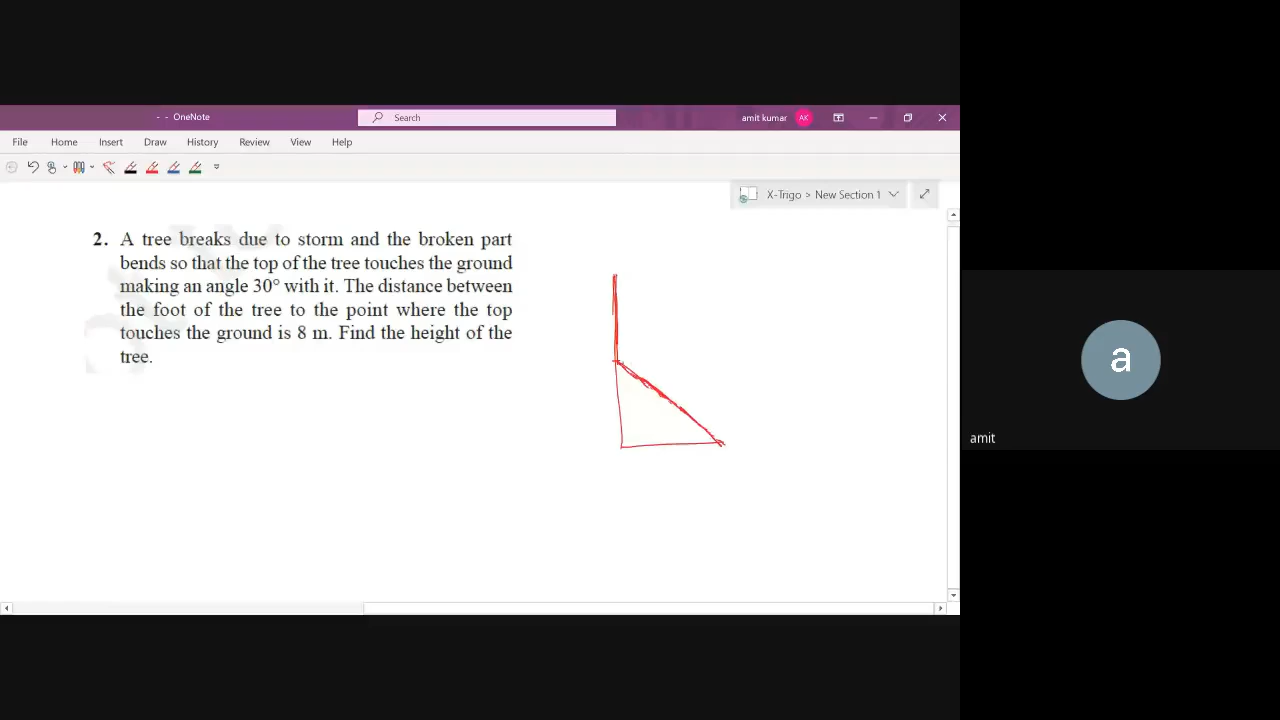 - - OneNote
Search
amit kumar
AK
File Home Insert Draw History Review View Help
X-Trigo > New Section 1
2. A tree breaks due to storm and the broken part
bends so that the top of the tree touches the ground
making an angle 30° with it. The distance between
the foot of the tree to the point where the top
touches the ground is 8 m. Find the height of the
tree.
a
amit